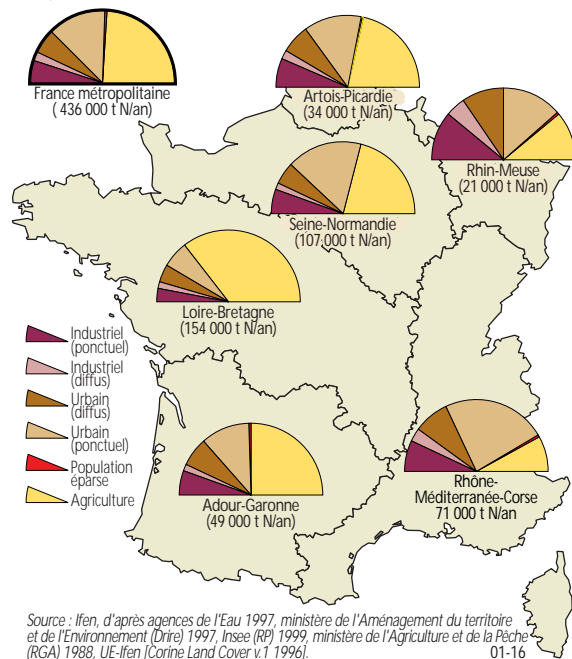 France métropolitaine
( 436 000 t N/an)
Artois-Picardie
(34 000 t N/an)
Rhin-Meuse
(21 000 t N/an)
Seine-Normandie
(107 000 t N/an)
Loire-Bretagne
(154 000 t N/an)
Industriel
(ponctuel)
Industriel
(diffus)
Urbain
(diffus)
Urbain
(ponctuel)
Population
éparse
Agriculture
Adour-Garonne
(49 000 t N/an)
Rhône-
Méditerranée-Corse
71 000 t N/an
Source : Ifen, d'après agences de l'Eau 1997, ministère de l'Aménagement du territoire
et de l'Environnement (Drire) 1997, Insee (RP) 1999, ministère de l'Agriculture et de la Pêche
(RGA) 1988, UE-Ifen [Corine Land Cover v.1 1996].
01-16